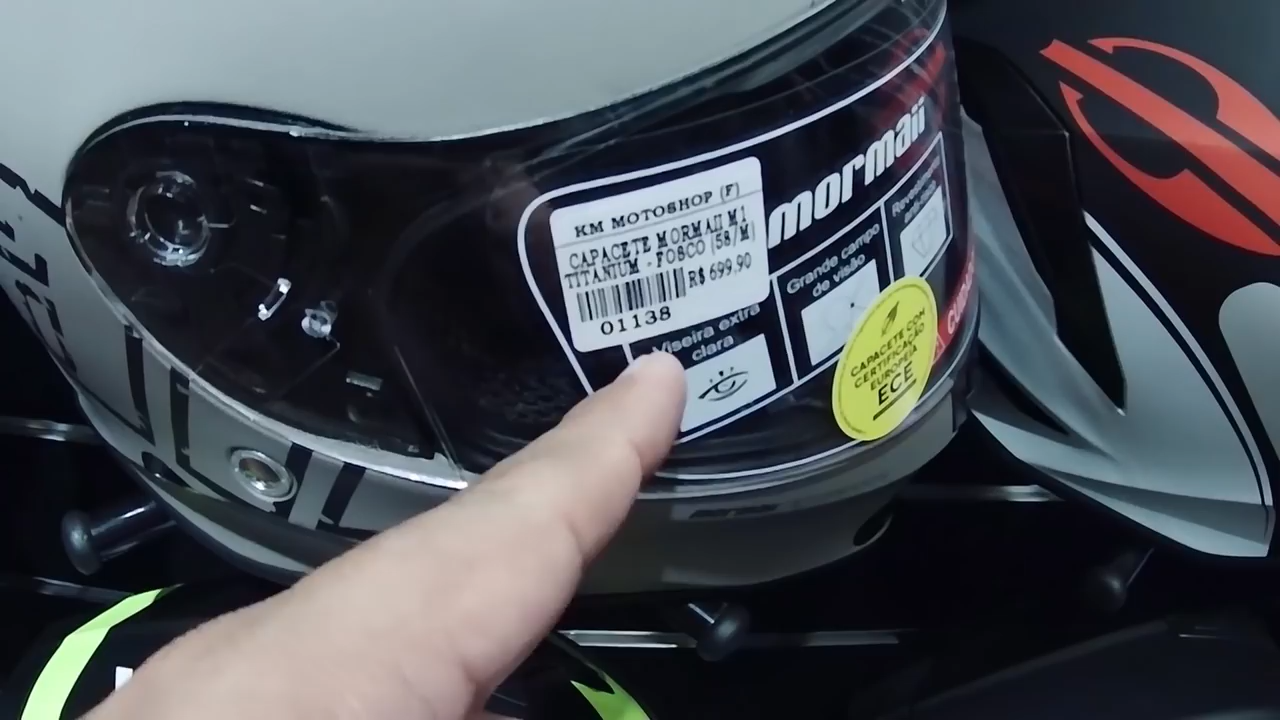 KM MOTOSHOP (F)
CAPACETE MORMAII M1
TITANIUM - FOSCO (58/M)
R$ 699.90
01138
mormaii
Viseira extra
clara
Grande campo
de visão
CAPACETE COM
CERTIFICAÇÃO
EUROPEIA
ECE